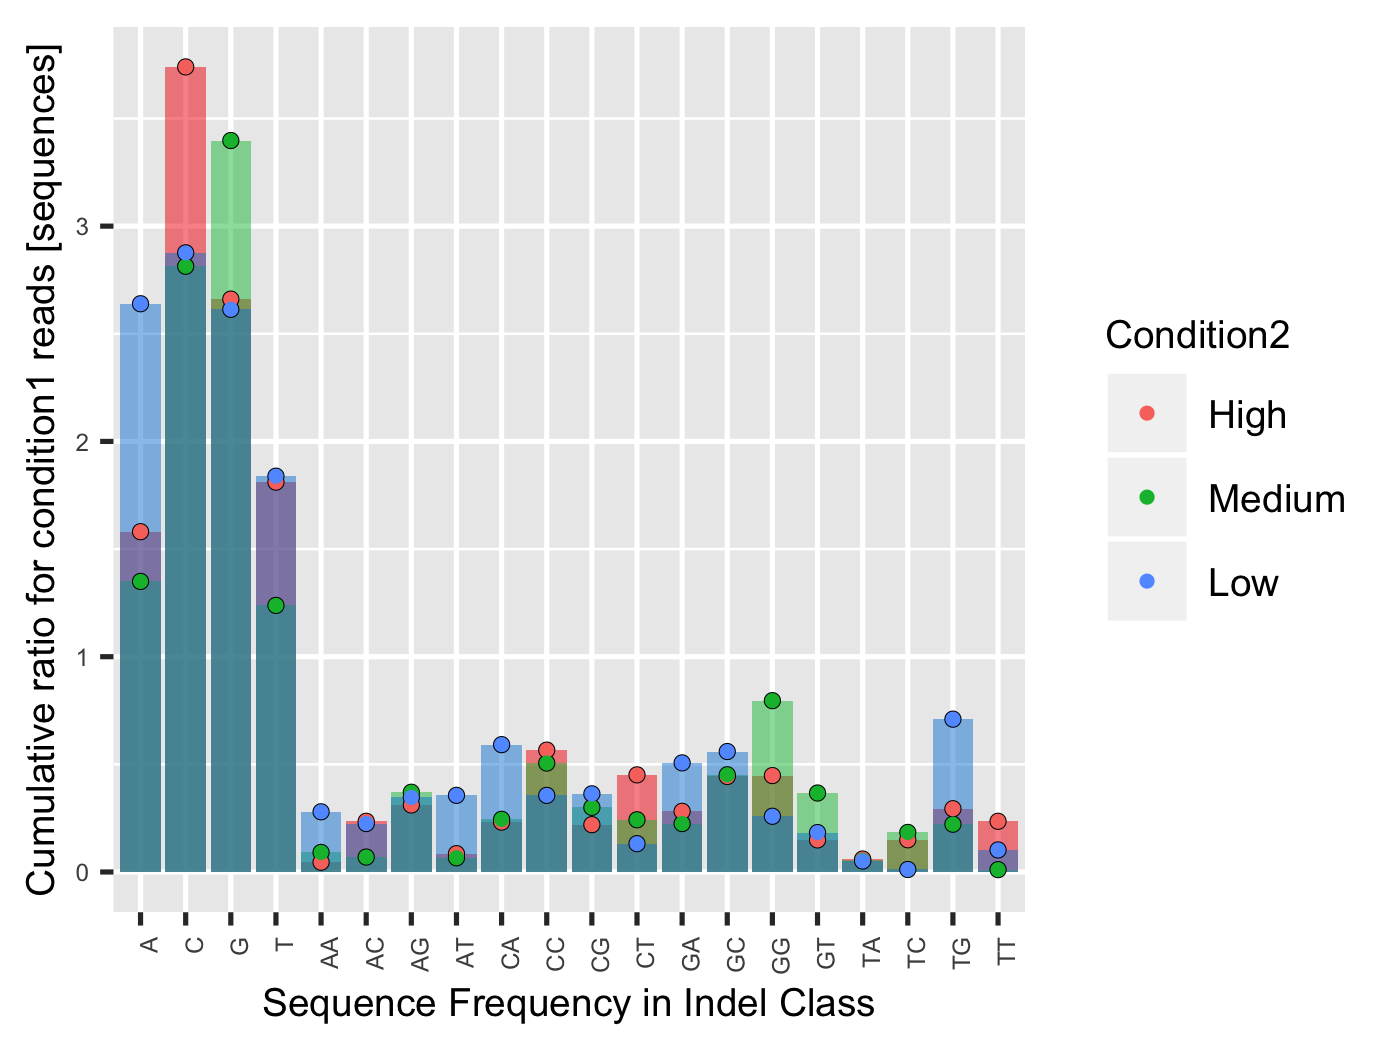 Cumulative ratio for condition1 reads [sequences]
3
2
1
0
A C G T AA AC AG AT CA CC CG CT GA GC GG GT TA TC TG TT
Sequence Frequency in Indel Class
Condition2
High
Medium
Low